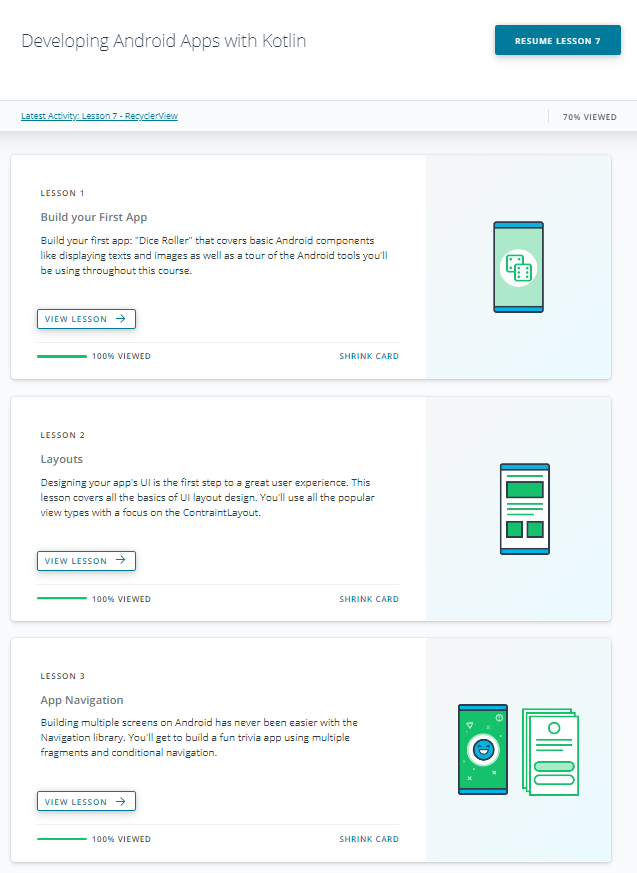 Developing Android Apps with Kotlin
RESUME LESSON 7
Latest Activity: Lesson 7 - RecyclerView
70% VIEWED
LESSON 1
Build your First App
Build your first app: "Dice Roller" that covers basic Android components
like displaying texts and images as well as a tour of the Android tools you'll
be using throughout this course.
VIEW LESSON
100% VIEWED
SHRINK CARD
LESSON 2
Layouts
Designing your app's UI is the first step to a great user experience. This
lesson covers all the basics of UI layout design. You'll use all the popular
view types with a focus on the ContraintLayout.
VIEW LESSON
100% VIEWED
SHRINK CARD
LESSON 3
App Navigation
Building multiple screens on Android has never been easier with the
Navigation library. You'll get to build a fun trivia app using multiple
fragments and conditional navigation.
VIEW LESSON
100% VIEWED
SHRINK CARD